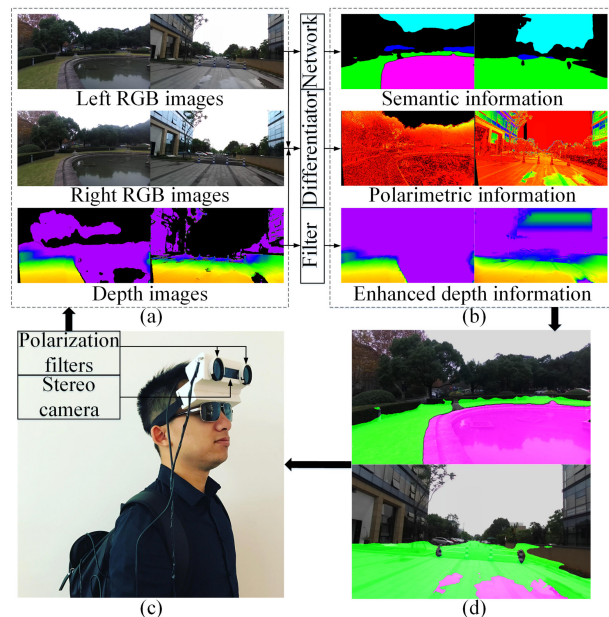 Left RGB images
Right RGB images
Depth images
(a)
Network
Differentiator
Filter
Semantic information
Polarimetric information
Enhanced depth information
(b)
Polarization
filters
Stereo
camera
(c)
(d)